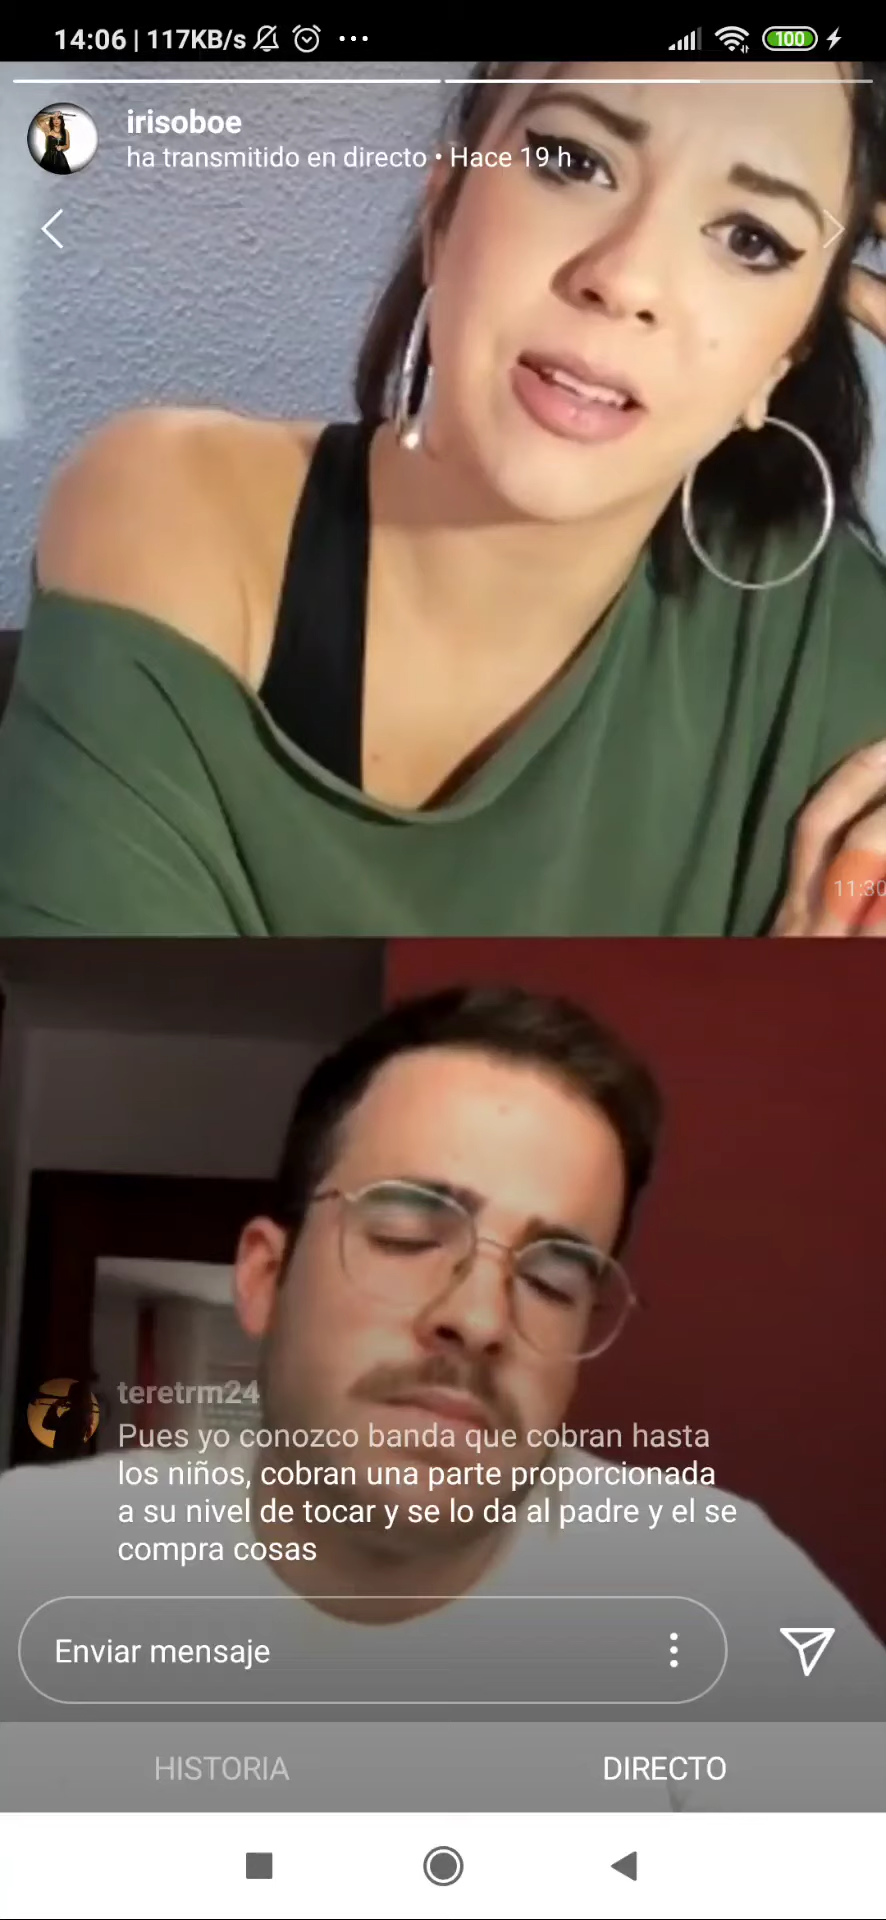 14:06 | 117KB/s ...
100
irisoboe
ha transmitido en directo • Hace 19 h
11:30
teretrm24
Pues yo conozco banda que cobran hasta
los niños, cobran una parte proporcionada
a su nivel de tocar y se lo da al padre y el se
compra cosas
Enviar mensaje
HISTORIA
DIRECTO